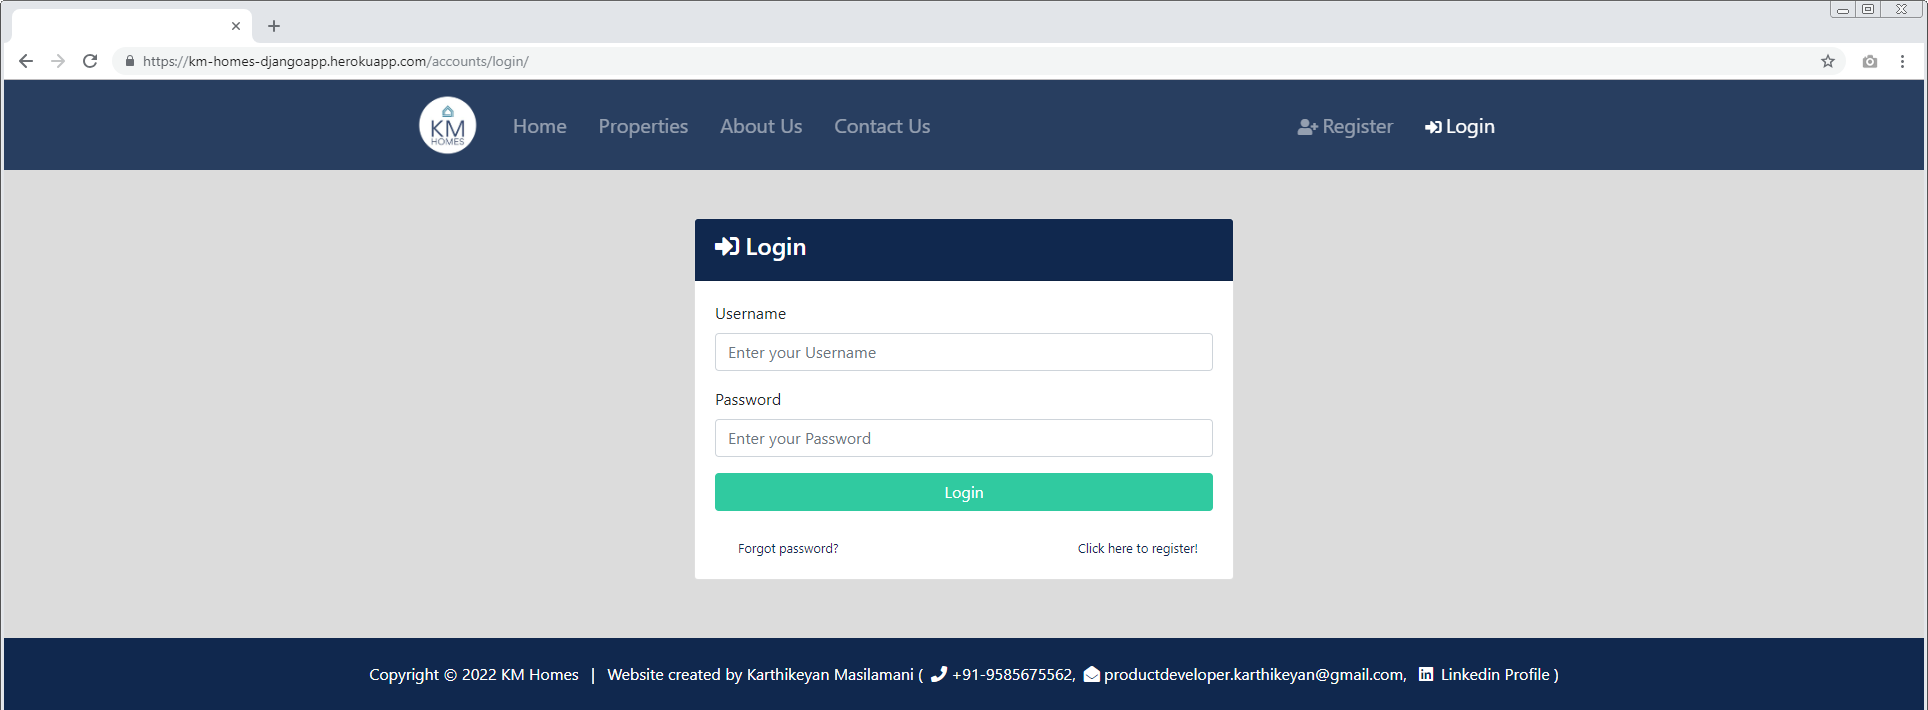 https://km-homes-djangoapp.herokuapp.com/accounts/login/
KM HOMES
Home Properties About Us Contact Us Register Login
Login
Username
Enter your Username
Password
Enter your Password
Login
Forgot password? Click here to register!
Copyright © 2022 KM Homes | Website created by Karthikeyan Masilamani ( +91-9585675562, productdeveloper.karthikeyan@gmail.com, Linkedin Profile )